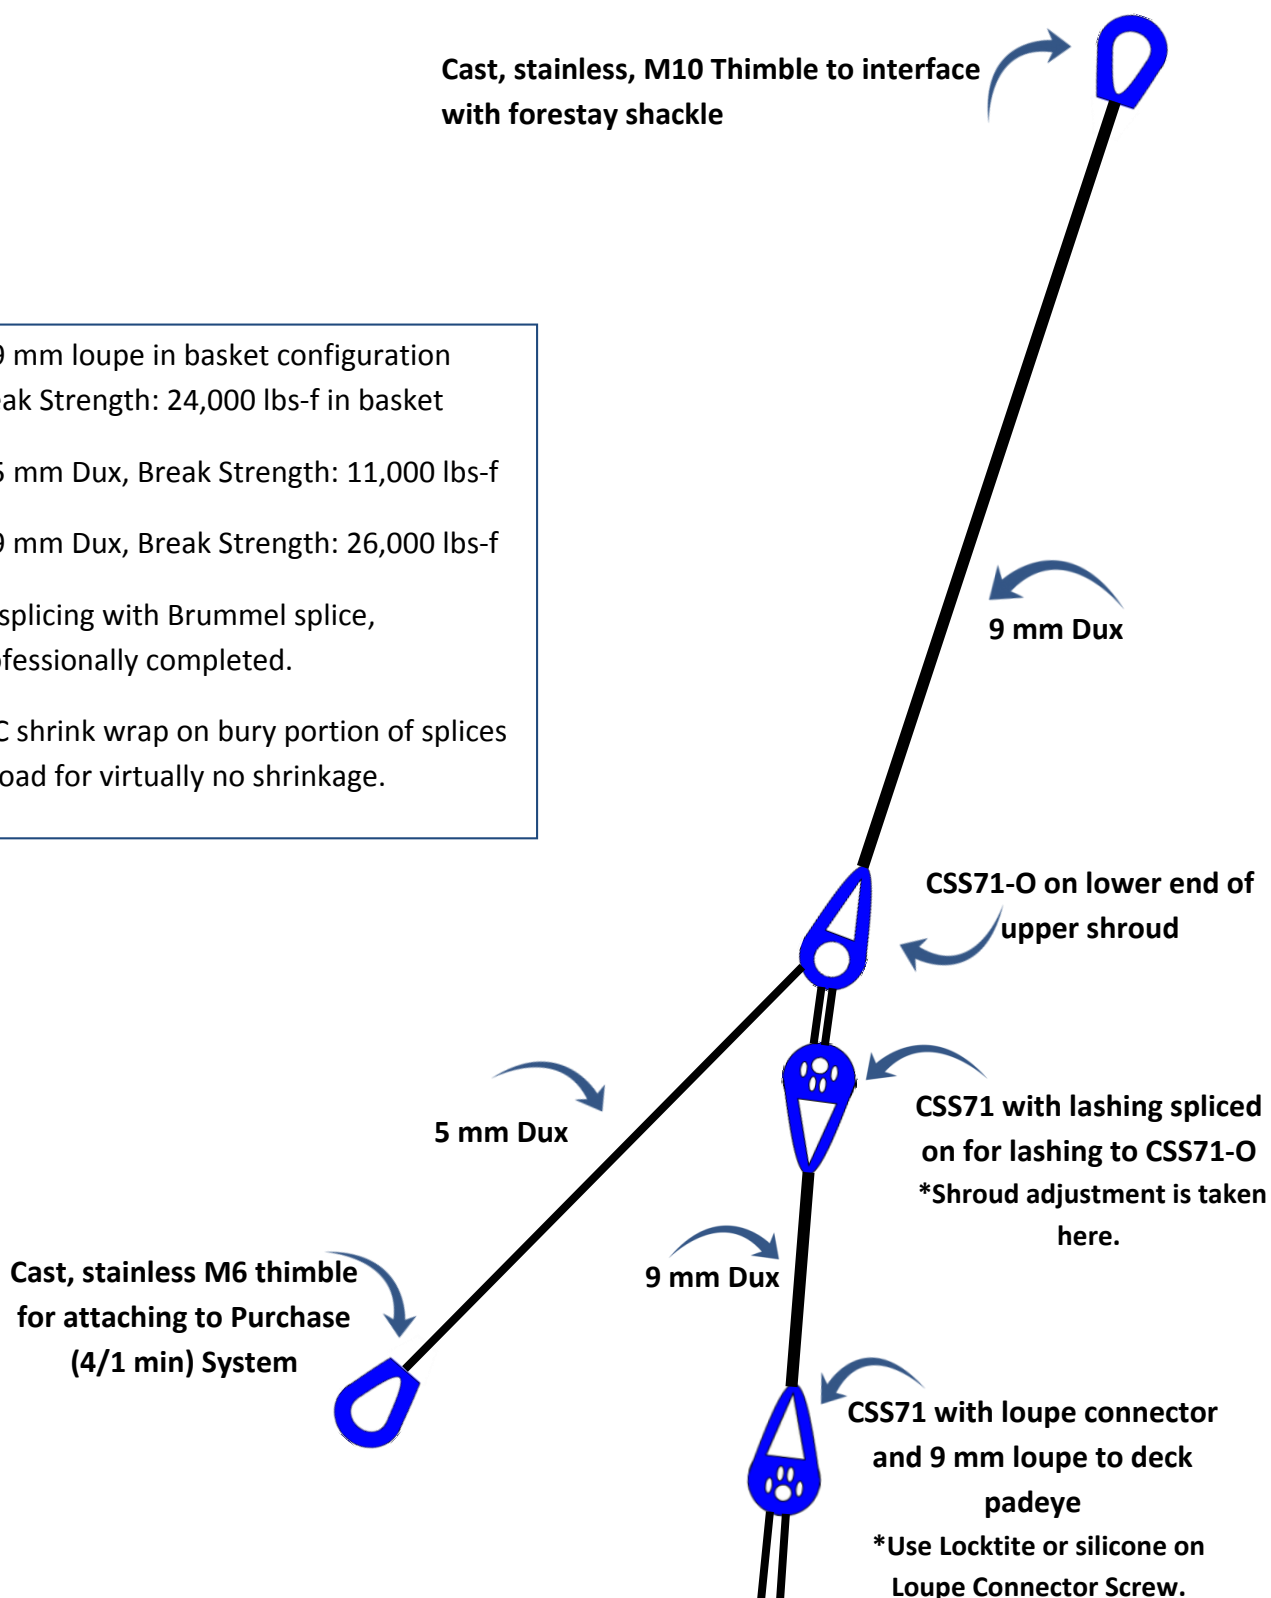 Cast, stainless, M10 Thimble to interface
with forestay shackle
9 mm loupe in basket configuration
Strength: 24,000 lbs-f in basket
5 mm Dux, Break Strength: 11,000 lbs-f
9 mm Dux, Break Strength: 26,000 lbs-f
splicing with Brummel splice,
completed.
shrink wrap on bury portion of splices
for virtually no shrinkage.
9 mm Dux
CSS71-O on lower end of
upper shroud
5 mm Dux
CSS71 with lashing spliced
on for lashing to CSS71-O
*Shroud adjustment is taken
here.
9 mm Dux
Cast, stainless M6 thimble
for attaching to Purchase
(4/1 min) System
CSS71 with loupe connector
and 9 mm loupe to deck
padeye
*Use Locktite or silicone on
Loupe Connector Screw.